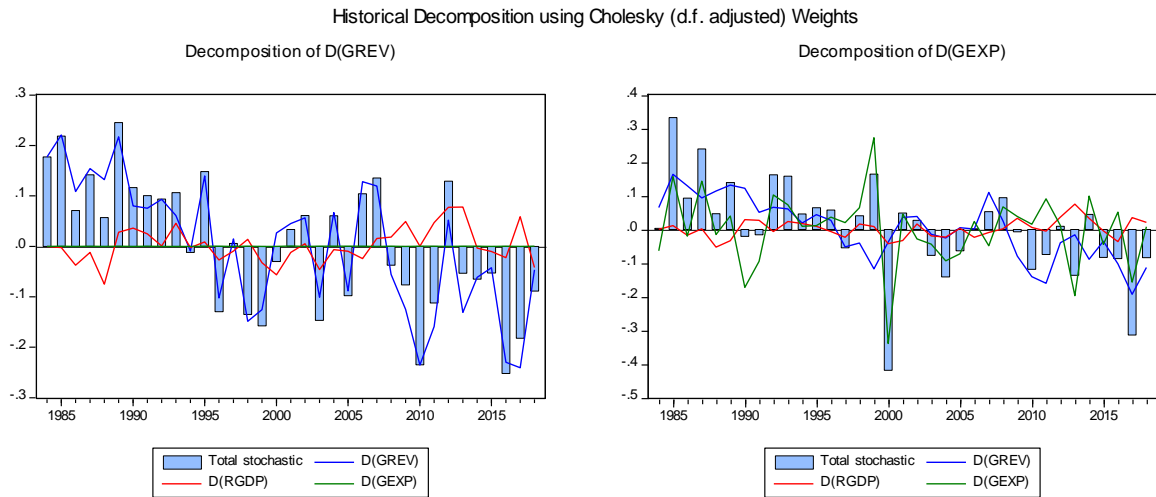 Historical Decomposition using Cholesky (d.f. adjusted) Weights
Decomposition of D(GREV)
.3
.2
.1
.0
-.1
-.2
-.3
1985 1990 1995 2000 2005 2010 2015
Total stochastic D(GREV)
D(RGDP) D(GEXP)
Decomposition of D(GEXP)
.4
.3
.2
.1
.0
-.1
-.2
-.3
-.4
-.5
1985 1990 1995 2000 2005 2010 2015
Total stochastic D(GREV)
D(RGDP) D(GEXP)